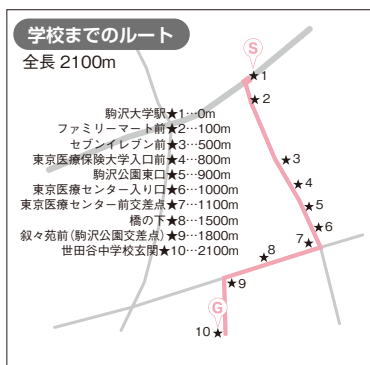 学校までのルート
全長 2100m
S
駒沢大学駅★1…0m
ファミリーマート前★2…100m
セブンイレブン前★3…500m
東京医療保険大学入口前★4…800m
駒沢公園東口★5…900m
東京医療センター入り口★6…1000m
東京医療センター前交差点★7…1100m
橋の下★8…1500m
叙々苑前(駒沢公園交差点)★9…1800m
世田谷中学校玄関★10…2100m
★1
★2
★3
★4
★5
★6
7★
8
★
★9
G
10★